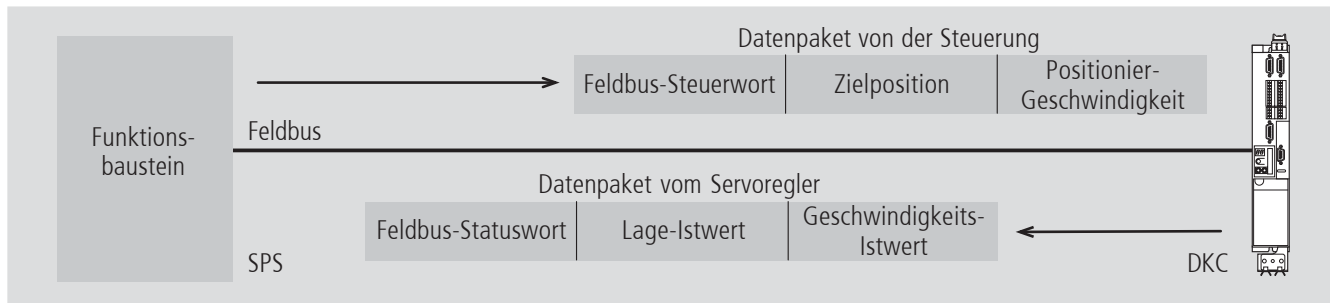 Datenpaket von der Steuerung
Feldbus-Steuerwort
Zielposition
Positionier-
Geschwindigkeit
Funktions-
baustein
Feldbus
Datenpaket vom Servoregler
Feldbus-Statuswort
Lage-Istwert
Geschwindigkeits-
Istwert
SPS
DKC